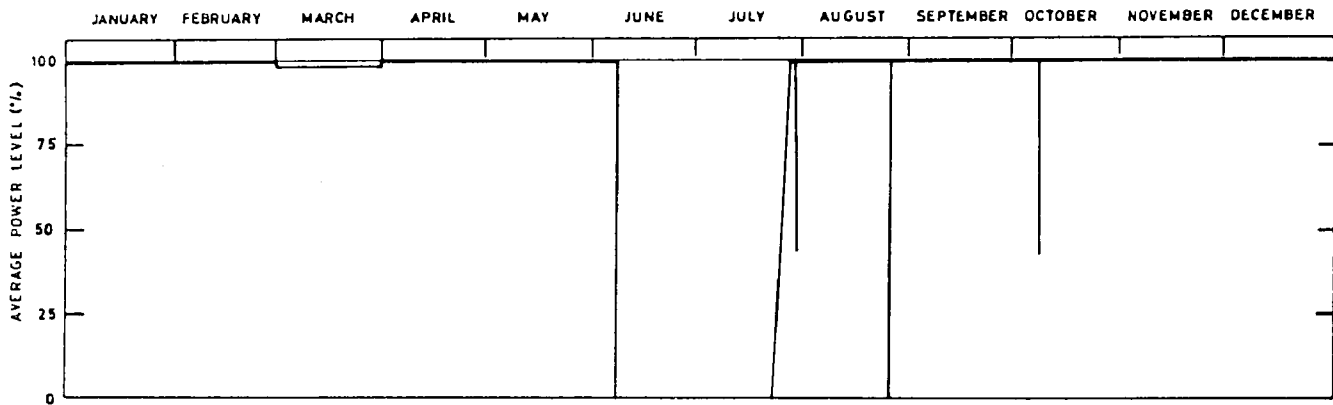 JANUARY FEBRUARY MARCH APRIL MAY JUNE JULY AUGUST SEPTEMBER OCTOBER NOVEMBER DECEMBER
AVERAGE POWER LEVEL (%)
100
75
50
25
0